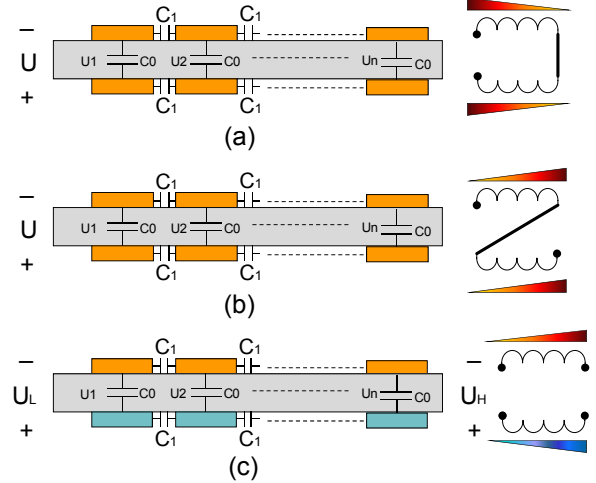 C1 C1
− U +
U1 C0 U2 C0 Un C0
C1 C1
(a)
C1 C1
− U +
U1 C0 U2 C0 Un C0
C1 C1
(b)
C1 C1
− UL + − UH +
U1 C0 U2 C0 Un C0
C1 C1
(c)